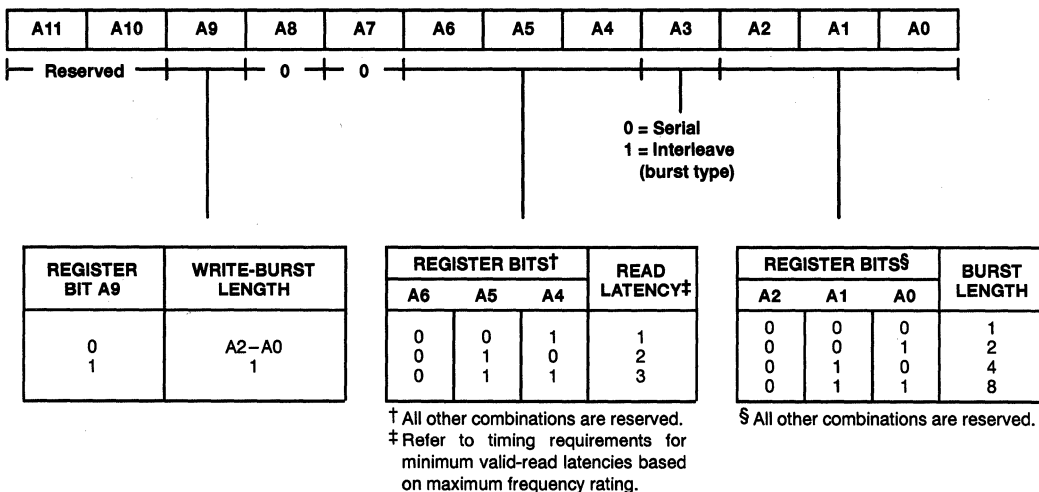 A11 A10 A9 A8 A7 A6 A5 A4 A3 A2 A1 A0
Reserved 0 0
0 = Serial
1 = Interleave
(burst type)
REGISTER
BIT A9
WRITE-BURST
LENGTH
0 A2–A0
1 1
REGISTER BITS†
READ
LATENCY‡
A6 A5 A4
0 0 1 1
0 1 0 2
0 1 1 3
† All other combinations are reserved.
‡ Refer to timing requirements for
minimum valid-read latencies based
on maximum frequency rating.
REGISTER BITS§
BURST
LENGTH
A2 A1 A0
0 0 0 1
0 0 1 2
0 1 0 4
0 1 1 8
§ All other combinations are reserved.